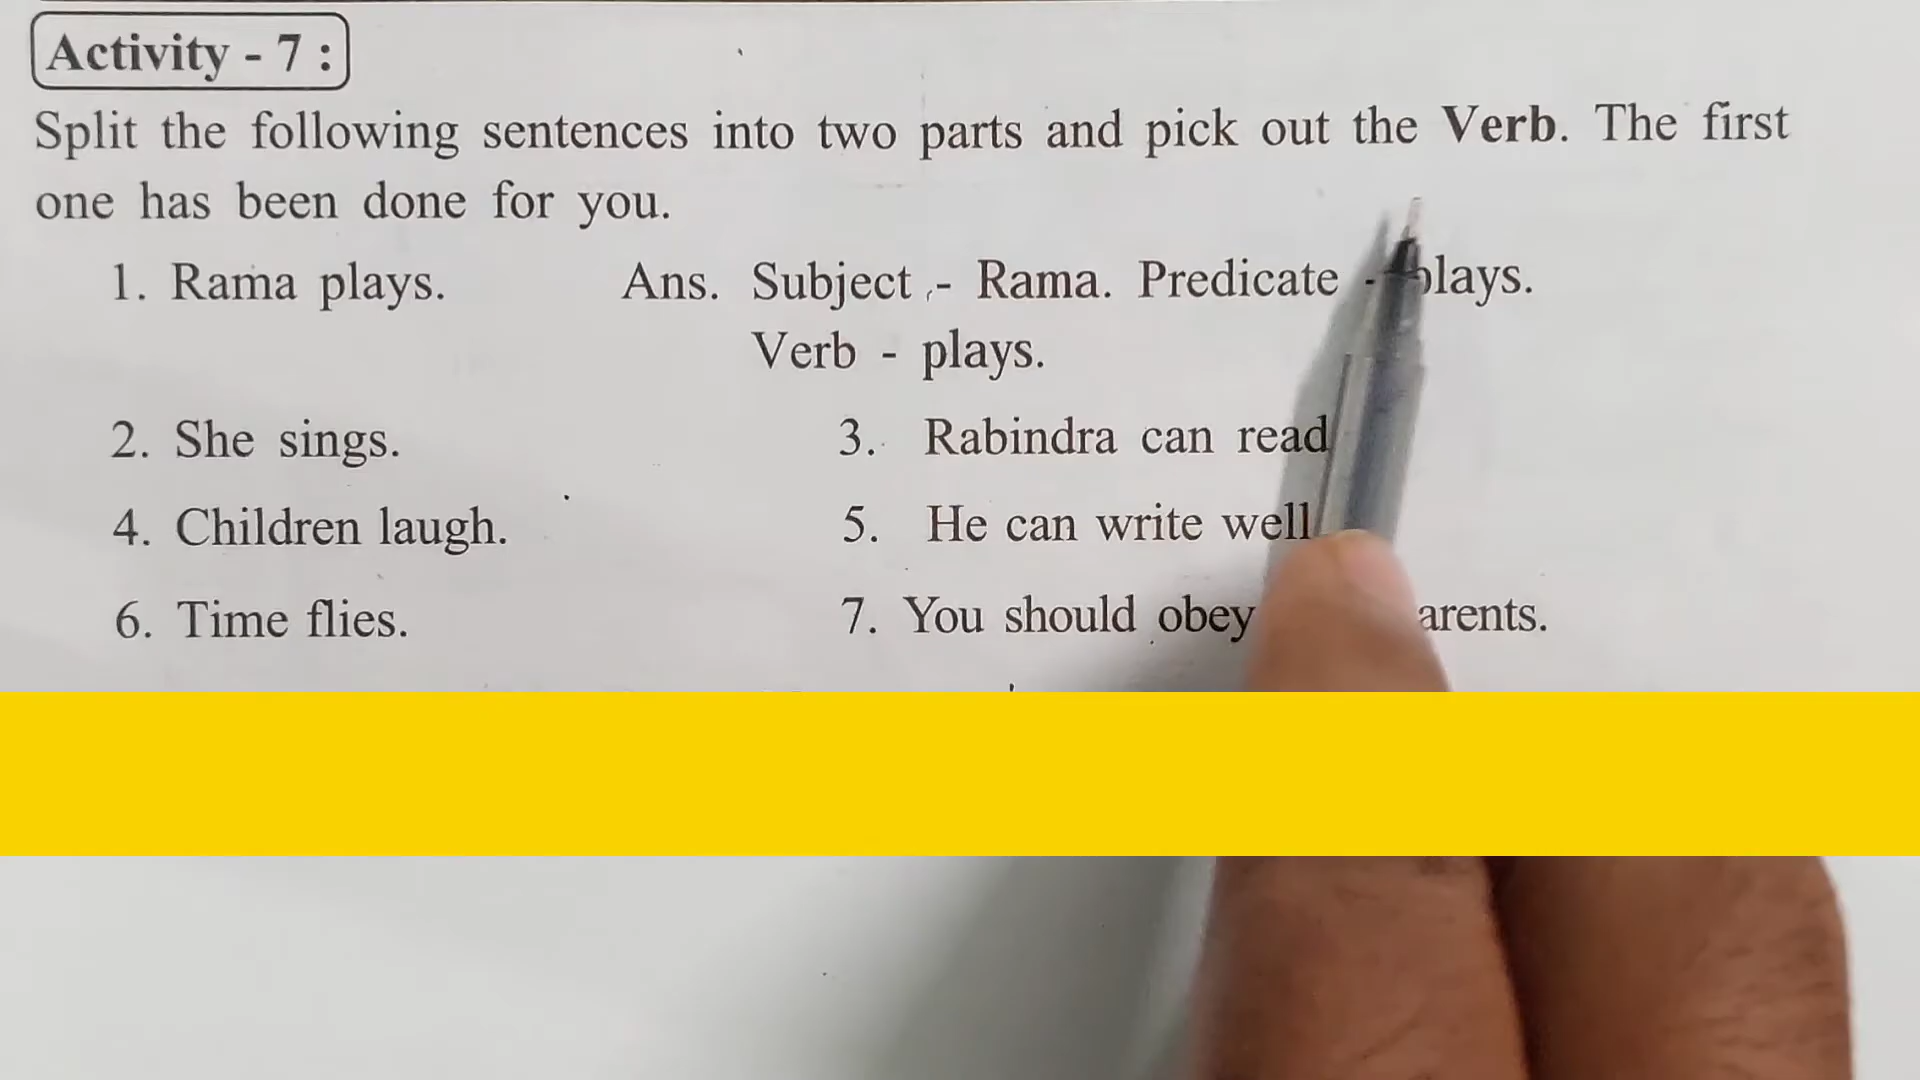 Activity - 7 :
Split the following sentences into two parts and pick out the Verb. The first
one has been done for you.
1. Rama plays. Ans. Subject - Rama. Predicate - plays.
Verb - plays.
2. She sings. 3. Rabindra can read
4. Children laugh. 5. He can write well
6. Time flies. 7. You should obey arents.